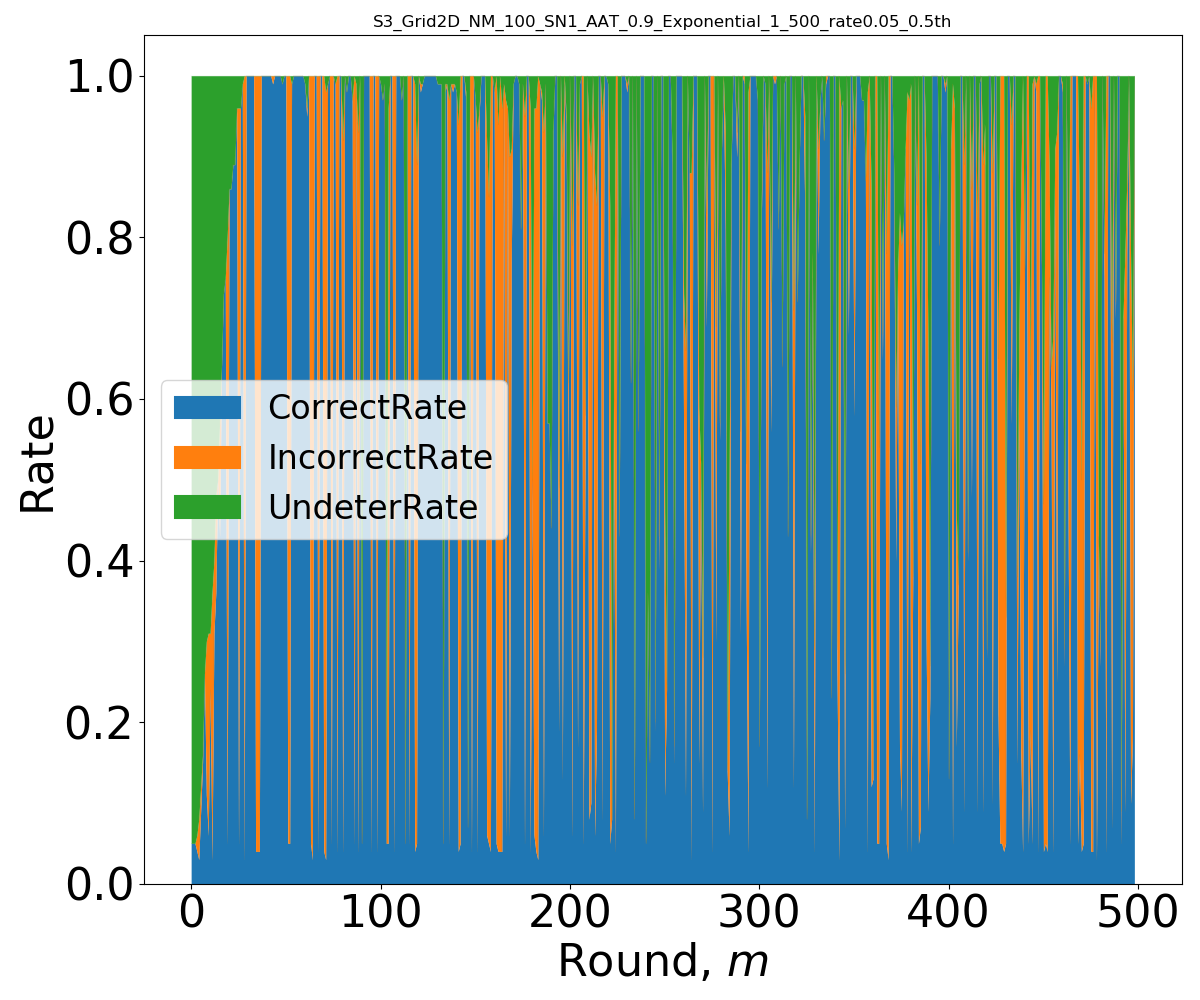 S3_Grid2D_NM_100_SN1_AAT_0.9_Exponential_1_500_rate0.05_0.5th
1.0
0.8
0.6
0.4
0.2
0.0
Rate
CorrectRate
IncorrectRate
UndeterRate
0 100 200 300 400 500
Round, m